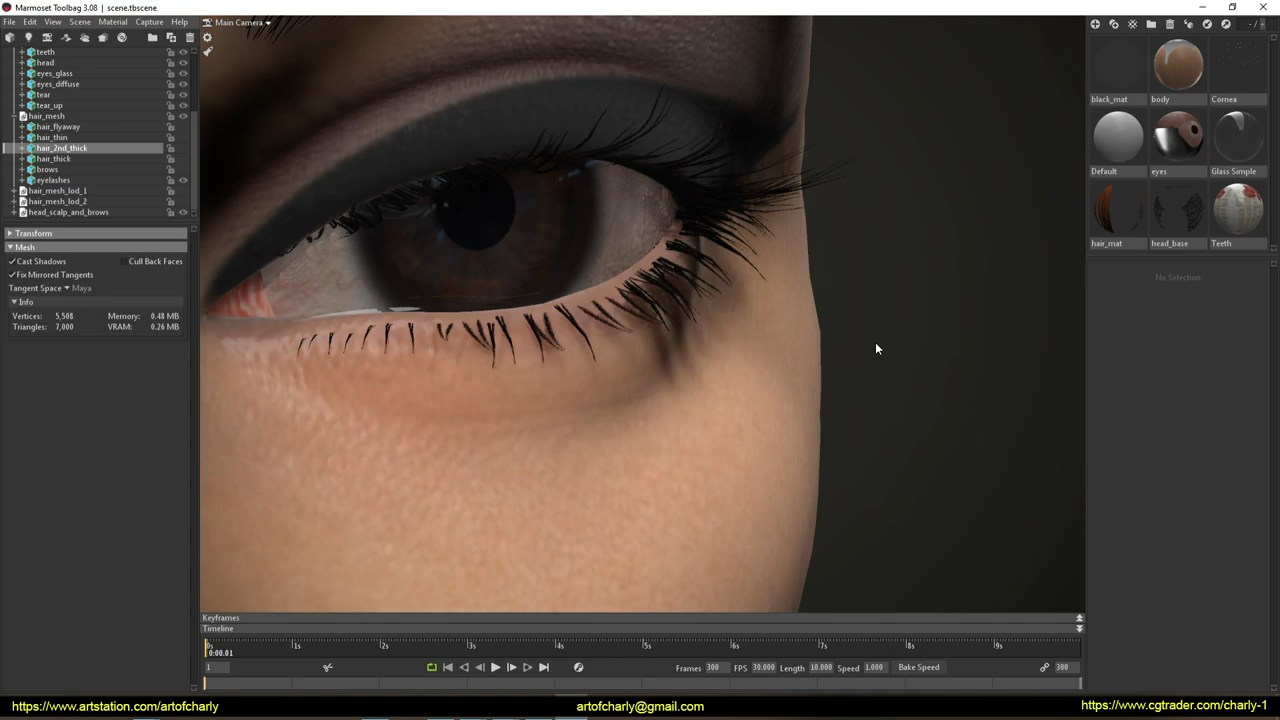 Marmoset Toolbag 3.08 | scene.tbscene
File Edit View Scene Material Capture Help
Main Camera
- / -
teeth
head
eyes_glass
eyes_diffuse
tear
tear_up
hair_mesh
hair_flyaway
hair_thin
hair_2nd_thick
hair_thick
brows
eyelashes
hair_mesh_lod_1
hair_mesh_lod_2
head_scalp_and_brows
Transform
Mesh
Cast Shadows Cull Back Faces
Fix Mirrored Tangents
Tangent Space Maya
Info
Vertices: 5,508 Memory: 0.48 MB
Triangles: 7,000 VRAM: 0.26 MB
black_mat body Cornea
Default eyes Glass Simple
hair_mat head_base Teeth
No Selection
Keyframes
Timeline
0s 1s 2s 3s 4s 5s 6s 7s 8s 9s
0:00.01
1 Frames 300 FPS 30.000 Length 10.000 Speed 1.000 Bake Speed 300
https://www.artstation.com/artofcharly artofcharly@gmail.com https://www.cgtrader.com/charly-1